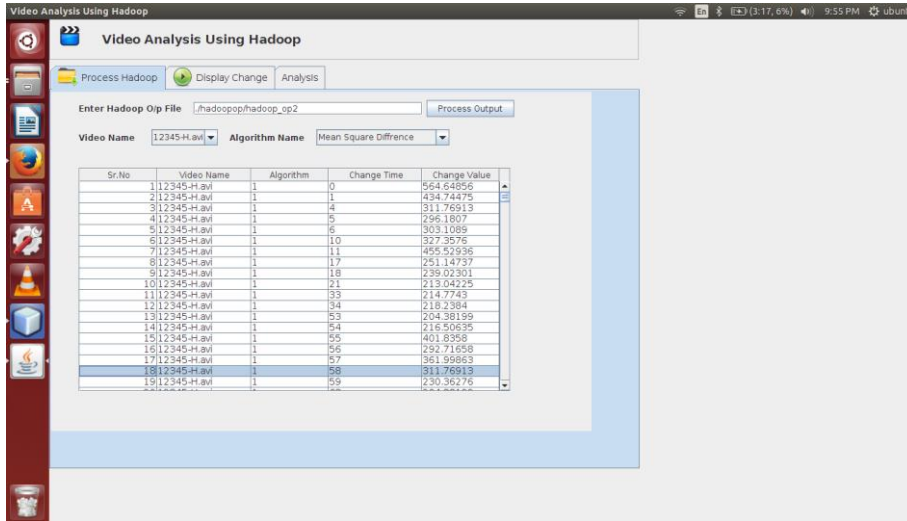 Video Analysis Using Hadoop
En (3:17, 6%) 9:55 PM ubun
Video Analysis Using Hadoop
Process Hadoop Display Change Analysis
Enter Hadoop O/p File ./hadoopop/hadoop_op2 Process Output
Video Name 12345-H.avi Algorithm Name Mean Square Diffrence
Sr.No Video Name Algorithm Change Time Change Value
1 12345-H.avi 1 0 564.64856
2 12345-H.avi 1 1 434.74475
3 12345-H.avi 1 4 311.76913
4 12345-H.avi 1 5 296.1807
5 12345-H.avi 1 6 303.1089
6 12345-H.avi 1 10 327.3576
7 12345-H.avi 1 11 455.52936
8 12345-H.avi 1 17 251.14737
9 12345-H.avi 1 18 239.02301
10 12345-H.avi 1 21 213.04225
11 12345-H.avi 1 33 214.7743
12 12345-H.avi 1 34 218.2384
13 12345-H.avi 1 53 204.38199
14 12345-H.avi 1 54 216.50635
15 12345-H.avi 1 55 401.8358
16 12345-H.avi 1 56 292.71658
17 12345-H.avi 1 57 361.99863
18 12345-H.avi 1 58 311.76913
19 12345-H.avi 1 59 230.36276